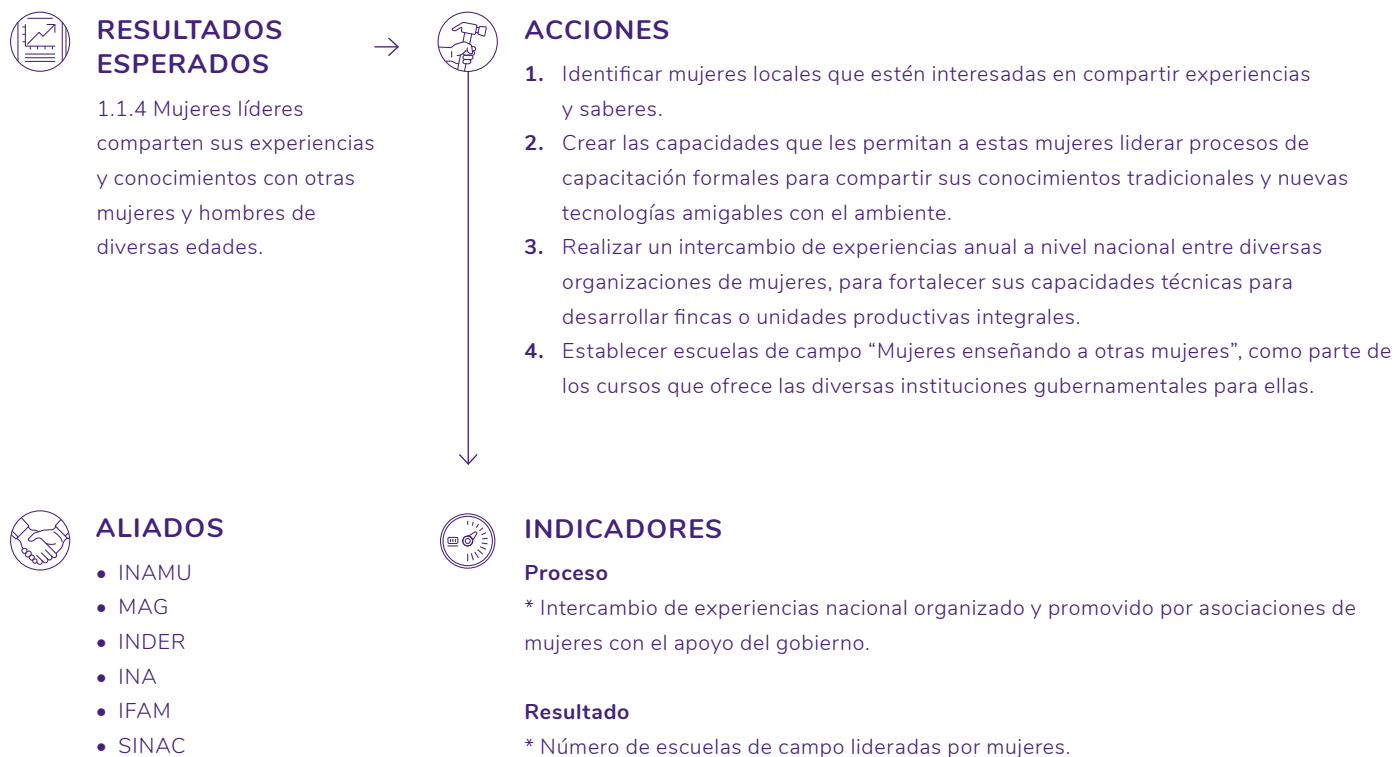 RESULTADOS
ESPERADOS
1.1.4 Mujeres líderes
comparten sus experiencias
y conocimientos con otras
mujeres y hombres de
diversas edades.
ACCIONES
1. Identificar mujeres locales que estén interesadas en compartir experiencias
y saberes.
2. Crear las capacidades que les permitan a estas mujeres liderar procesos de
capacitación formales para compartir sus conocimientos tradicionales y nuevas
tecnologías amigables con el ambiente.
3. Realizar un intercambio de experiencias anual a nivel nacional entre diversas
organizaciones de mujeres, para fortalecer sus capacidades técnicas para
desarrollar fincas o unidades productivas integrales.
4. Establecer escuelas de campo “Mujeres enseñando a otras mujeres”, como parte de
los cursos que ofrece las diversas instituciones gubernamentales para ellas.
ALIADOS
• INAMU
• MAG
• INDER
• INA
• IFAM
• SINAC
INDICADORES
Proceso
* Intercambio de experiencias nacional organizado y promovido por asociaciones de
mujeres con el apoyo del gobierno.
Resultado
* Número de escuelas de campo lideradas por mujeres.